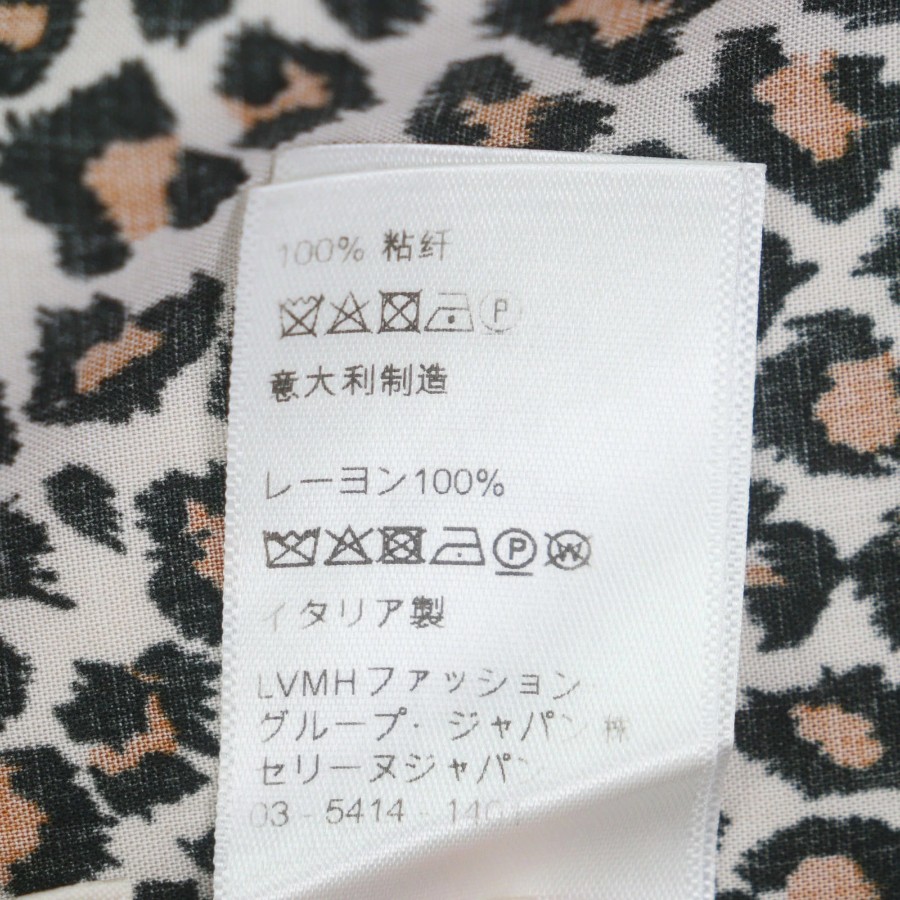 100% 粘纤
P
意大利制造
レーヨン100%
P W
イタリア製
LVMHファッション
グループ・ジャパン 株
セリーヌジャパン
03 - 5414 -